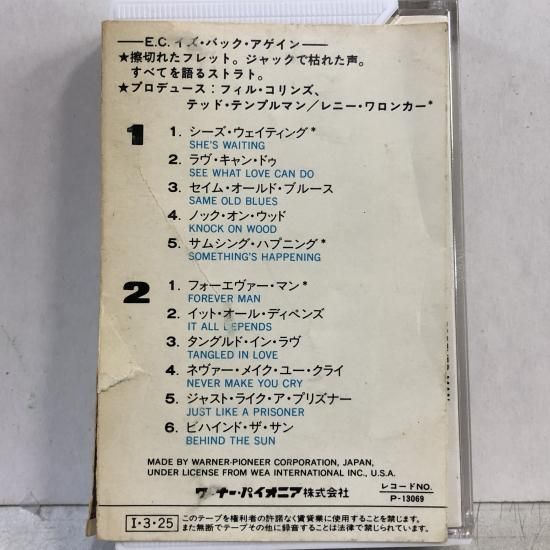 —E.C.イズ・バック・アゲイン—
★擦切れたフレット。ジャックで枯れた声。
すべてを語るストラト。
★プロデュース：フィル・コリンズ、
テッド・テンプルマン／レニー・ワロンカー*
1
1. シーズ・ウェイティング*
SHE'S WAITING
2. ラヴ・キャン・ドゥ
SEE WHAT LOVE CAN DO
3. セイム・オールド・ブルース
SAME OLD BLUES
4. ノック・オン・ウッド
KNOCK ON WOOD
5. サムシング・ハプニング*
SOMETHING'S HAPPENING
2
1. フォーエヴァー・マン*
FOREVER MAN
2. イット・オール・ディペンズ
IT ALL DEPENDS
3. タングルド・イン・ラヴ
TANGLED IN LOVE
4. ネヴァー・メイク・ユー・クライ
NEVER MAKE YOU CRY
5. ジャスト・ライク・ア・プリズナー
JUST LIKE A PRISONER
6. ビハインド・ザ・サン
BEHIND THE SUN
MADE BY WARNER-PIONEER CORPORATION, JAPAN,
UNDER LICENSE FROM WEA INTERNATIONAL INC., U.S.A.
ワーナー・パイオニア株式会社
レコードNO.
P-13069
I・3・25
このテープを権利者の許諾なく賃貸業に使用することを禁じます。
また無断でテープその他に録音することは法律で禁じられています。